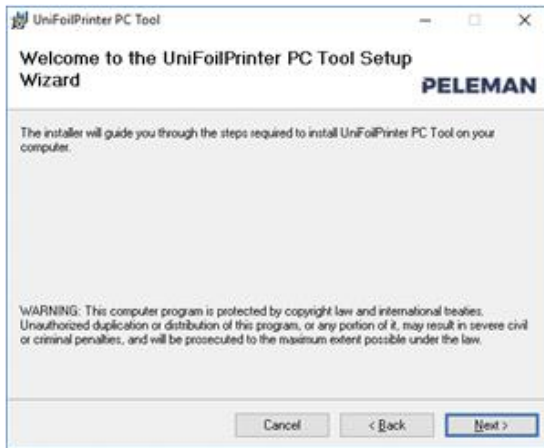 UniFoilPrinter PC Tool
Welcome to the UniFoilPrinter PC Tool Setup
Wizard
PELEMAN
The installer will guide you through the steps required to install UniFoilPrinter PC Tool on your
computer.
WARNING: This computer program is protected by copyright law and international treaties.
Unauthorized duplication or distribution of this program, or any portion of it, may result in severe civil
or criminal penalties, and will be prosecuted to the maximum extent possible under the law.
Cancel
< Back
Next >